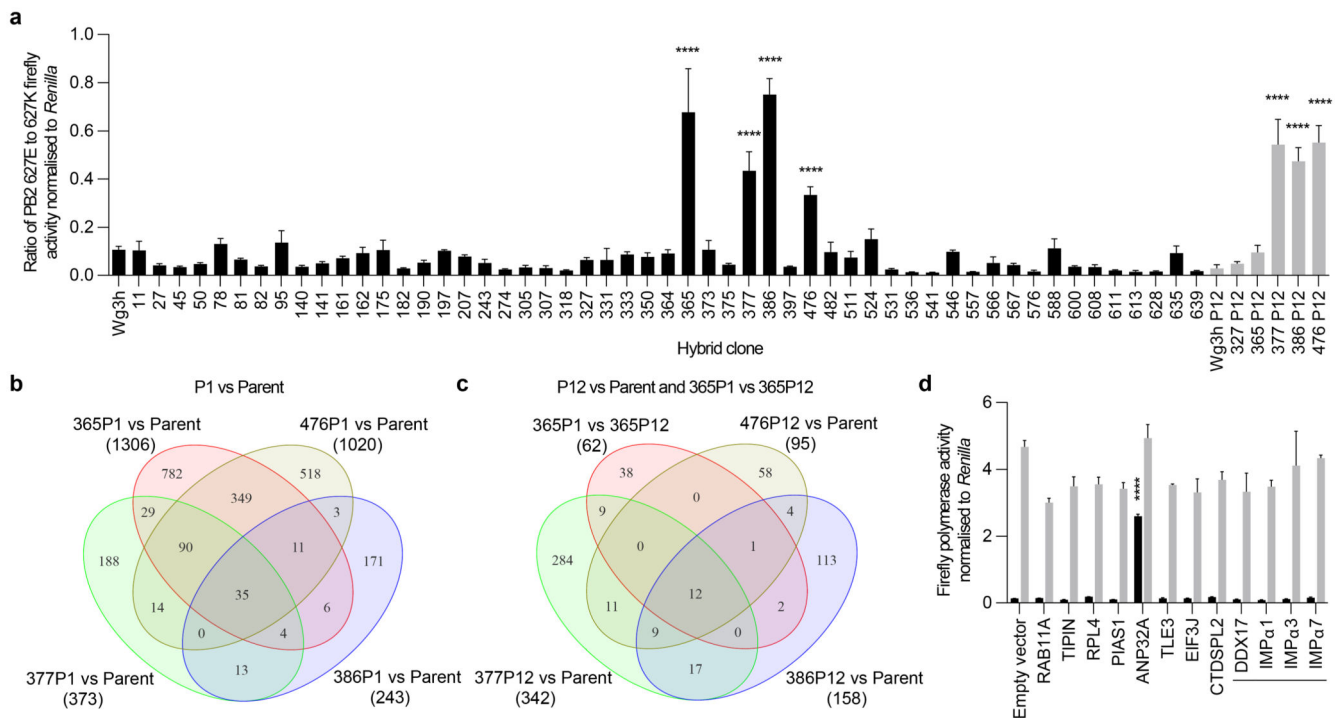 a
Ratio of PB2 627E to 627K firefly
activity normalised to Renilla
1.0
0.8
0.6
0.4
0.2
0.0
****
****
****
****
****
****
****
Wg3h
11
27
45
50
78
81
82
95
140
141
161
162
175
182
190
197
207
243
274
305
307
318
327
331
333
350
364
365
373
375
377
386
397
476
482
511
524
531
536
541
546
557
566
567
576
588
600
608
611
613
628
635
639
Wg3h P12
327 P12
365 P12
377 P12
386 P12
476 P12
Hybrid clone
b
P1 vs Parent
365P1 vs Parent
(1306)
476P1 vs Parent
(1020)
782
518
349
29
3
188
90
11
171
35
14
6
0
4
13
377P1 vs Parent
(373)
386P1 vs Parent
(243)
c
P12 vs Parent and 365P1 vs 365P12
365P1 vs 365P12
(62)
476P12 vs Parent
(95)
38
58
0
9
4
284
0
1
113
12
11
2
9
0
17
377P12 vs Parent
(342)
386P12 vs Parent
(158)
d
Firefly polymerase activity
normalised to Renilla
6
4
2
0
****
Empty vector
RAB11A
TIPIN
RPL4
PIAS1
ANP32A
TLE3
EIF3J
CTDSPL2
DDX17
IMPα1
IMPα3
IMPα7